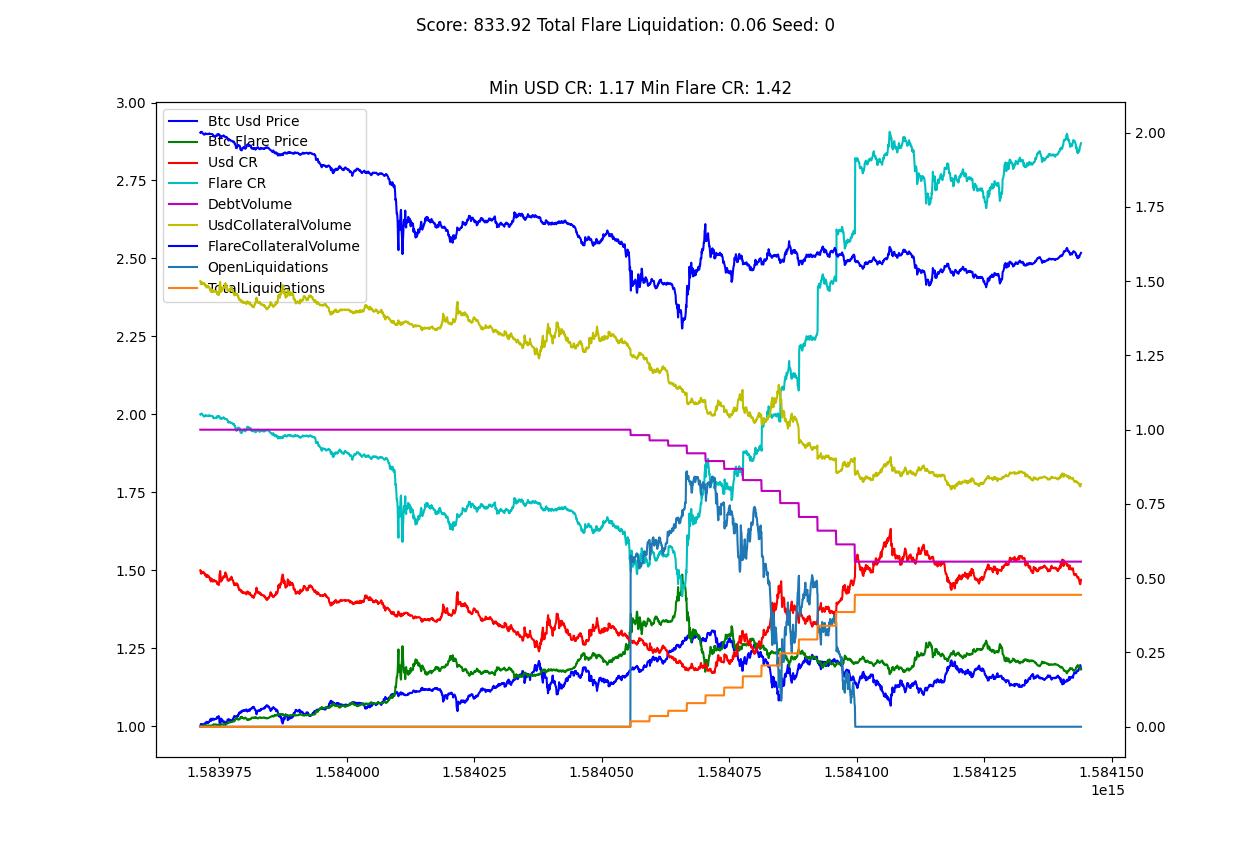 Score: 833.92 Total Flare Liquidation: 0.06 Seed: 0
Min USD CR: 1.17 Min Flare CR: 1.42
Btc Usd Price
Btc Flare Price
Usd CR
Flare CR
DebtVolume
UsdCollateralVolume
FlareCollateralVolume
OpenLiquidations
TotalLiquidations
3.00
2.75
2.50
2.25
2.00
1.75
1.50
1.25
1.00
2.00
1.75
1.50
1.25
1.00
0.75
0.50
0.25
0.00
1.583975 1.584000 1.584025 1.584050 1.584075 1.584100 1.584125 1.584150
1e15